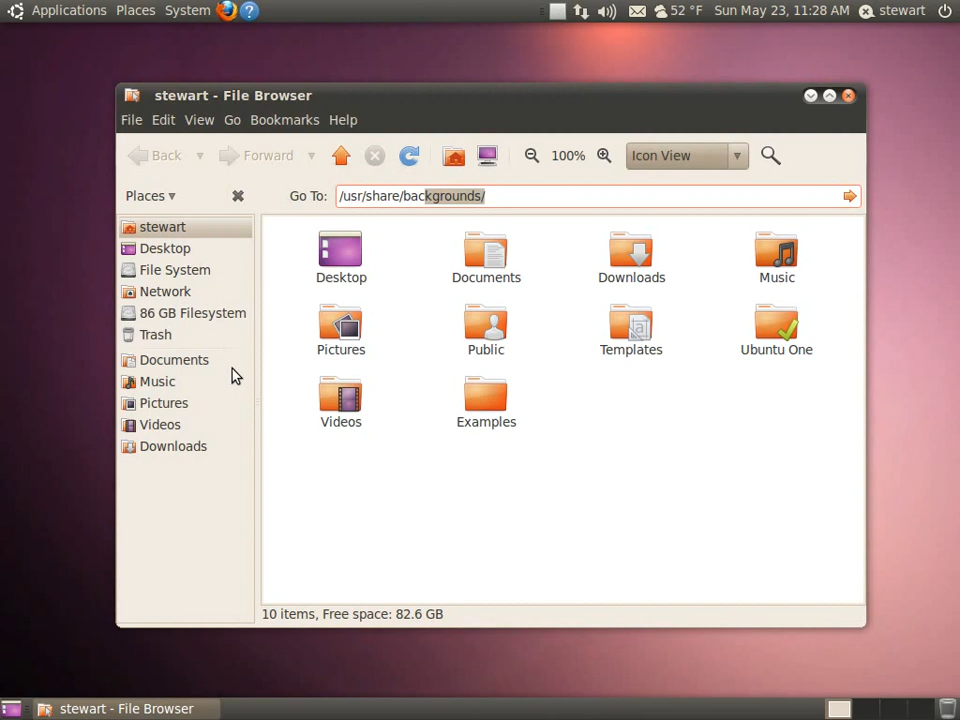 Applications Places System ? 52 °F Sun May 23, 11:28 AM stewart
stewart - File Browser
File Edit View Go Bookmarks Help
Back Forward 100% Icon View
Places Go To: /usr/share/backgrounds/
stewart
Desktop
File System
Network
86 GB Filesystem
Trash
Documents
Music
Pictures
Videos
Downloads
Desktop Documents Downloads Music
Pictures Public Templates Ubuntu One
Videos Examples
10 items, Free space: 82.6 GB
stewart - File Browser